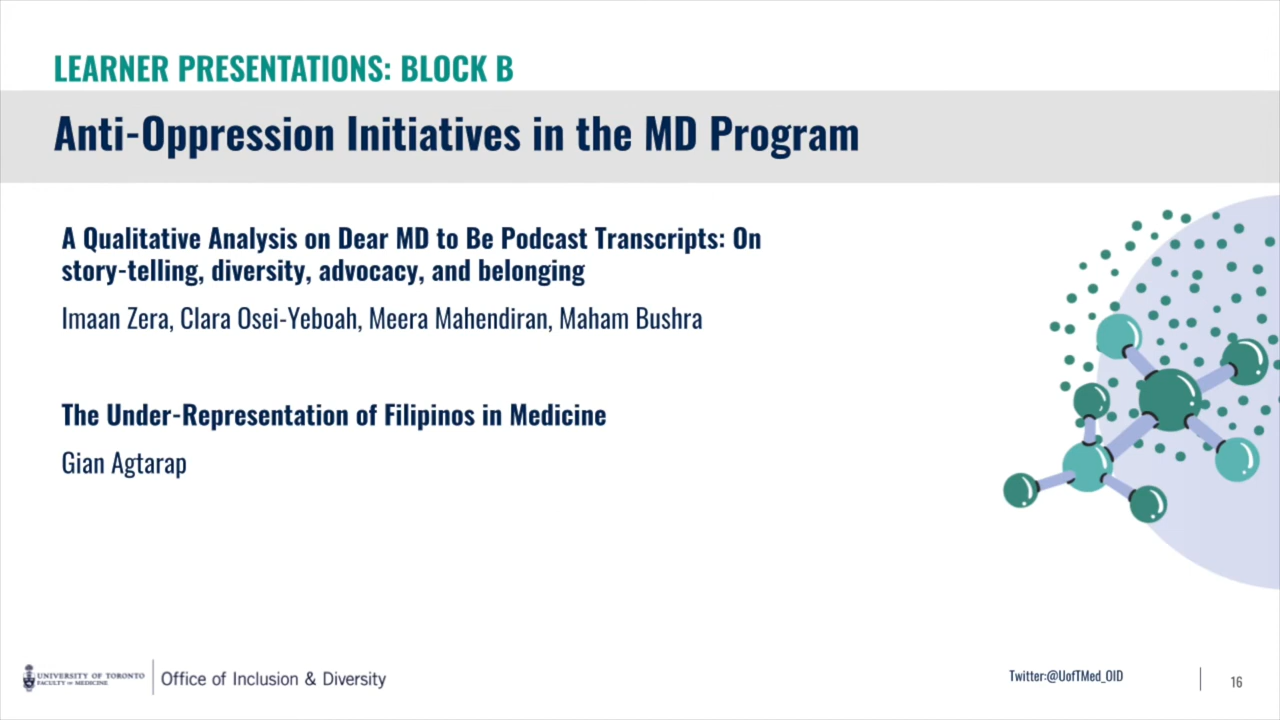 LEARNER PRESENTATIONS: BLOCK B
Anti-Oppression Initiatives in the MD Program
A Qualitative Analysis on Dear MD to Be Podcast Transcripts: On
story-telling, diversity, advocacy, and belonging
Imaan Zera, Clara Osei-Yeboah, Meera Mahendiran, Maham Bushra
The Under-Representation of Filipinos in Medicine
Gian Agtarap
UNIVERSITY OF TORONTO
FACULTY OF MEDICINE
Office of Inclusion & Diversity
Twitter:@UofTMed_OID
16